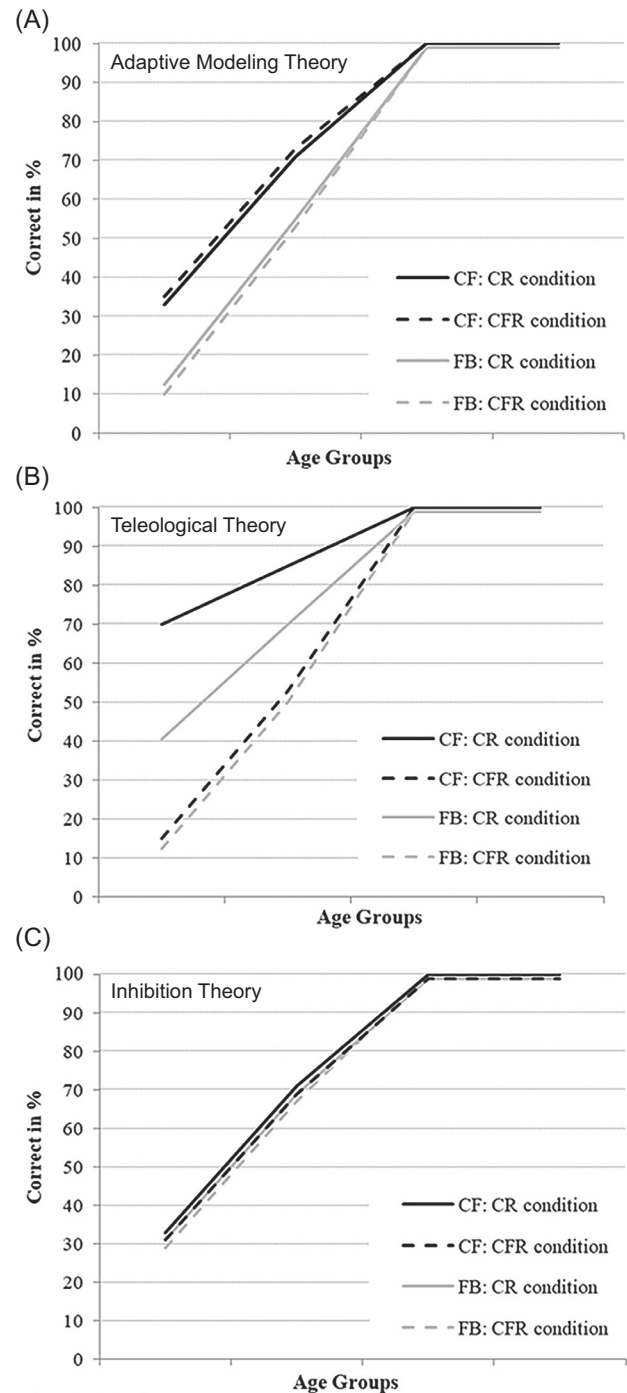 (A)
Adaptive Modeling Theory
100
90
80
70
60
50
40
30
20
10
0
Correct in %
CF: CR condition
CF: CFR condition
FB: CR condition
FB: CFR condition
Age Groups
(B)
Teleological Theory
100
90
80
70
60
50
40
30
20
10
0
Correct in %
CF: CR condition
CF: CFR condition
FB: CR condition
FB: CFR condition
Age Groups
(C)
Inhibition Theory
100
90
80
70
60
50
40
30
20
10
0
Correct in %
CF: CR condition
CF: CFR condition
FB: CR condition
FB: CFR condition
Age Groups